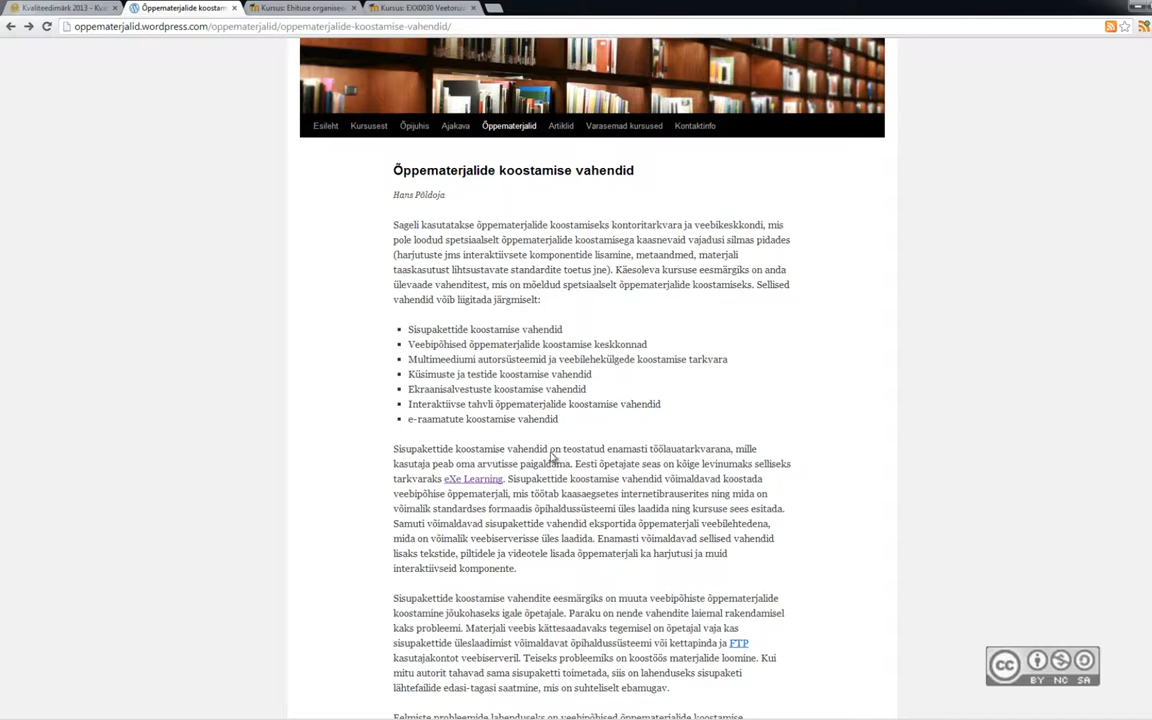 Kvaliteedimärk 2013 – Kva
Õppematerjalide koostam
Kursus: Ehituse organisee
Kursus: EXX0030 Veetorus
oppematerjalid.wordpress.com/oppematerjalid/oppematerjalide-koostamise-vahendid/
Esileht Kursusest Õpijuhis Ajakava Õppematerjalid Artiklid Varasemad kursused Kontaktinfo
Õppematerjalide koostamise vahendid
Hans Põldoja
Sageli kasutatakse õppematerjalide koostamiseks kontoritarkvara ja veebikeskkondi, mis
pole loodud spetsiaalselt õppematerjalide koostamisega kaasnevaid vajadusi silmas pidades
(harjutuste jms interaktiivsete komponentide lisamine, metaandmed, materjali
taaskasutust lihtsustavate standardite toetus jne). Käesoleva kursuse eesmärgiks on anda
ülevaade vahenditest, mis on mõeldud spetsiaalselt õppematerjalide koostamiseks. Sellised
vahendid võib liigitada järgmiselt:
Sisupakettide koostamise vahendid
Veebipõhised õppematerjalide koostamise keskkonnad
Multimeediumi autorsüsteemid ja veebilehekülgede koostamise tarkvara
Küsimuste ja testide koostamise vahendid
Ekraanisalvestuste koostamise vahendid
Interaktiivse tahvli õppematerjalide koostamise vahendid
e-raamatute koostamise vahendid
Sisupakettide koostamise vahendid on teostatud enamasti töölauatarkvarana, mille
kasutaja peab oma arvutisse paigaldama. Eesti õpetajate seas on kõige levinumaks selliseks
tarkvaraks eXe Learning. Sisupakettide koostamise vahendid võimaldavad koostada
veebipõhise õppematerjali, mis töötab kaasaegsetes internetibrauserites ning mida on
võimalik standardses formaadis õpihaldussüsteemi üles laadida ning kursuse sees esitada.
Samuti võimaldavad sisupakettide vahendid eksportida õppematerjali veebilehtedena,
mida on võimalik veebiserverisse üles laadida. Enamasti võimaldavad sellised vahendid
lisaks tekstide, piltidele ja videotele lisada õppematerjali ka harjutusi ja muid
interaktiivseid komponente.
Sisupakettide koostamise vahendite eesmärgiks on muuta veebipõhiste õppematerjalide
koostamine jõukohaseks igale õpetajale. Paraku on nende vahendite laiemal rakendamisel
kaks probleemi. Materjali veebis kättesaadavaks tegemisel on õpetajal vaja kas
sisupakettide üleslaadimist võimaldavat õpihaldussüsteemi või kettapinda ja FTP
kasutajakontot veebiserveril. Teiseks probleemiks on koostöös materjalide loomine. Kui
mitu autorit tahavad sama sisupaketti toimetada, siis on lahenduseks sisupaketi
lähtefailide edasi-tagasi saatmine, mis on suhteliselt ebamugav.
Eelmiste probleemide lahenduseks on veebipõhised õppematerjalide koostamise
cc BY NC SA